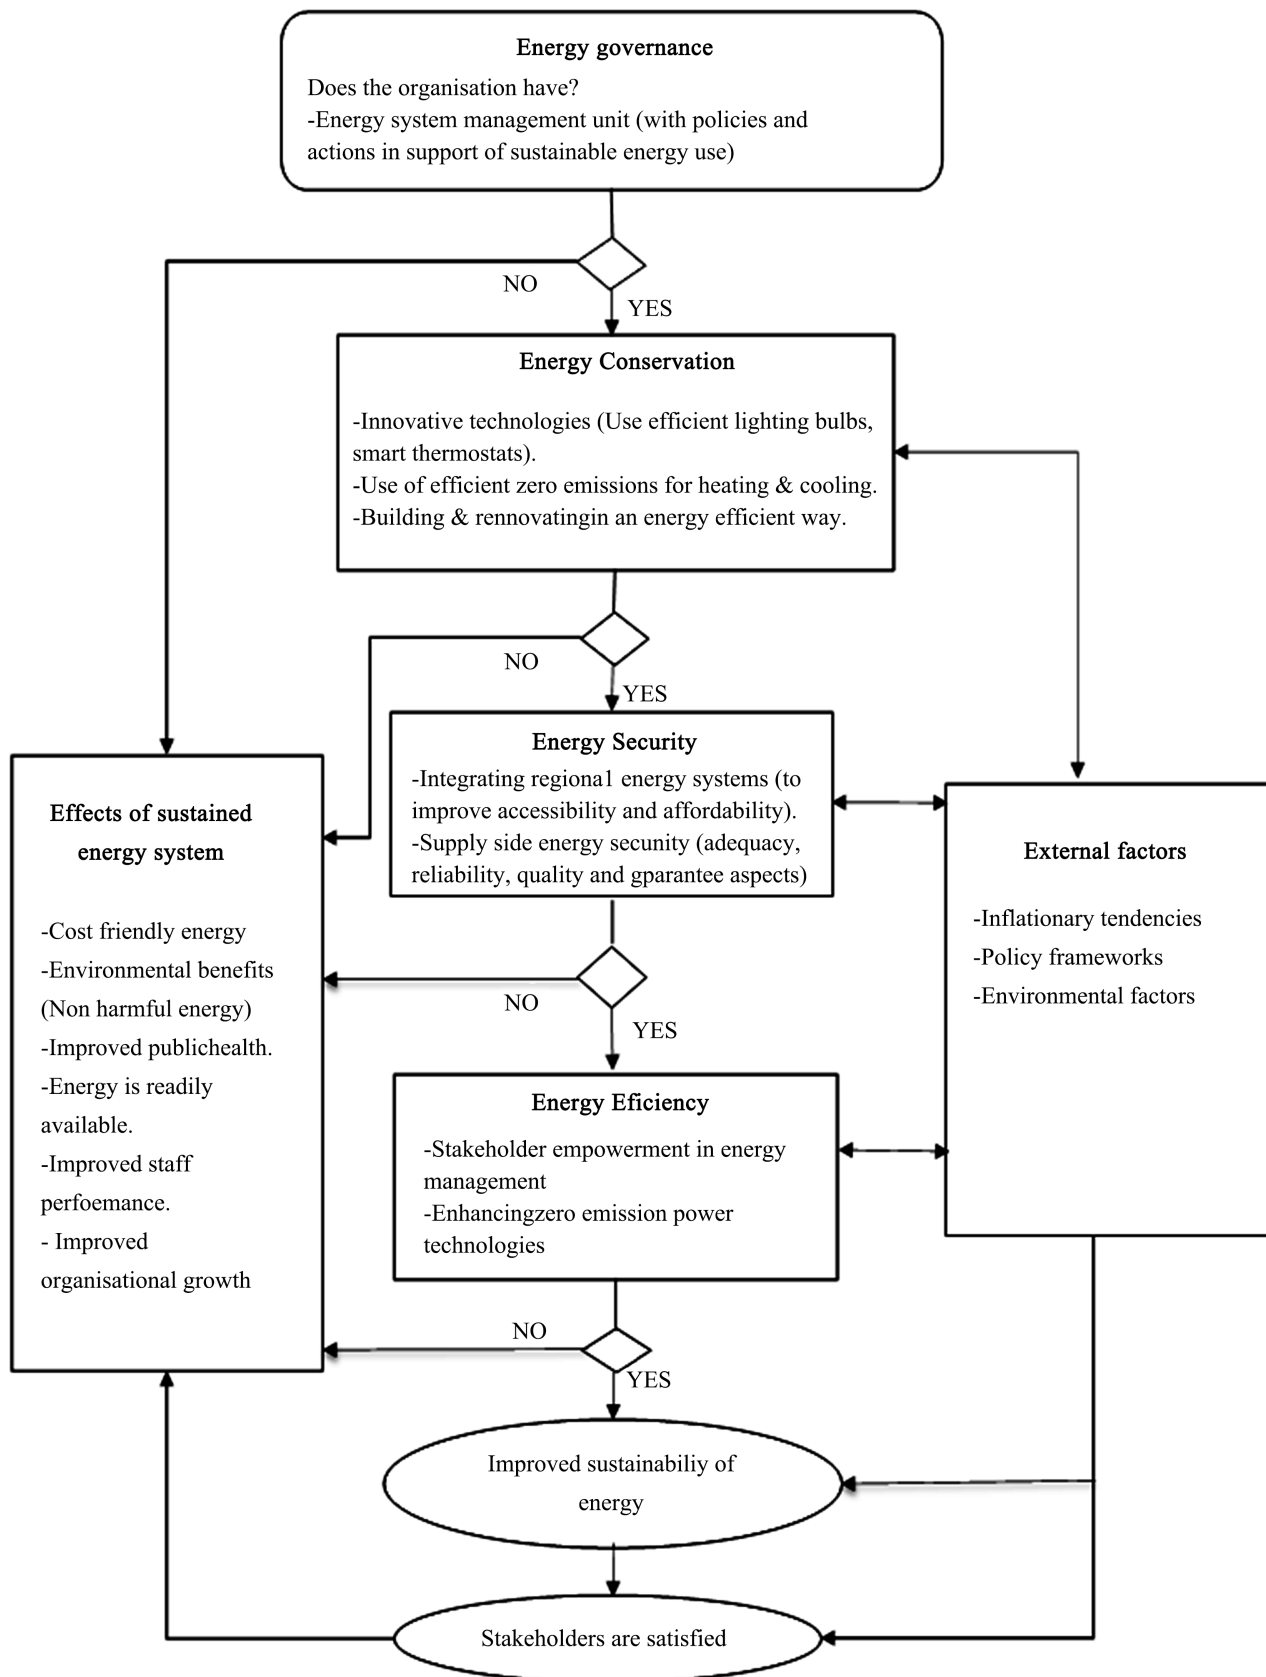 Energy governance
Does the organisation have?
-Energy system management unit (with policies and
actions in support of sustainable energy use)
NO
YES
Energy Conservation
-Innovative technologies (Use efficient lighting bulbs,
smart thermostats).
-Use of efficient zero emissions for heating & cooling.
-Building & rennovatingin an energy efficient way.
NO
YES
Energy Security
-Integrating regiona1 energy systems (to
improve accessibility and affordability).
-Supply side energy security (adequacy,
reliability, quality and gparantee aspects)
Effects of sustained
energy system
-Cost friendly energy
-Environmental benefits
(Non harmful energy)
-Improved publichealth.
-Energy is readily
available.
-Improved staff
perfoemance.
- Improved
organisational growth
External factors
-Inflationary tendencies
-Policy frameworks
-Environmental factors
NO
YES
Energy Eficiency
-Stakeholder empowerment in energy
management
-Enhancingzero emission power
technologies
NO
YES
Improved sustainabiliy of
energy
Stakeholders are satisfied